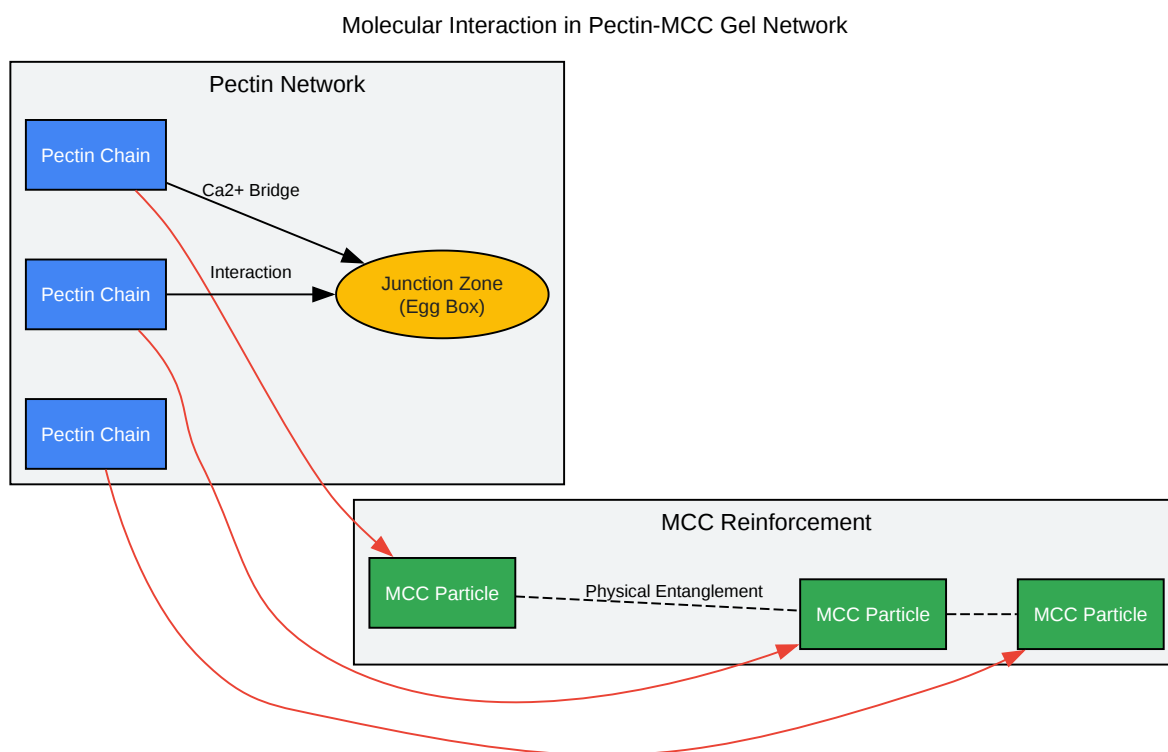 Molecular Interaction in Pectin-MCC Gel Network
Pectin Network
Pectin Chain
Ca2+ Bridge
Pectin Chain
Interaction
Junction Zone
(Egg Box)
Pectin Chain
MCC Reinforcement
MCC Particle
Physical Entanglement
MCC Particle
MCC Particle